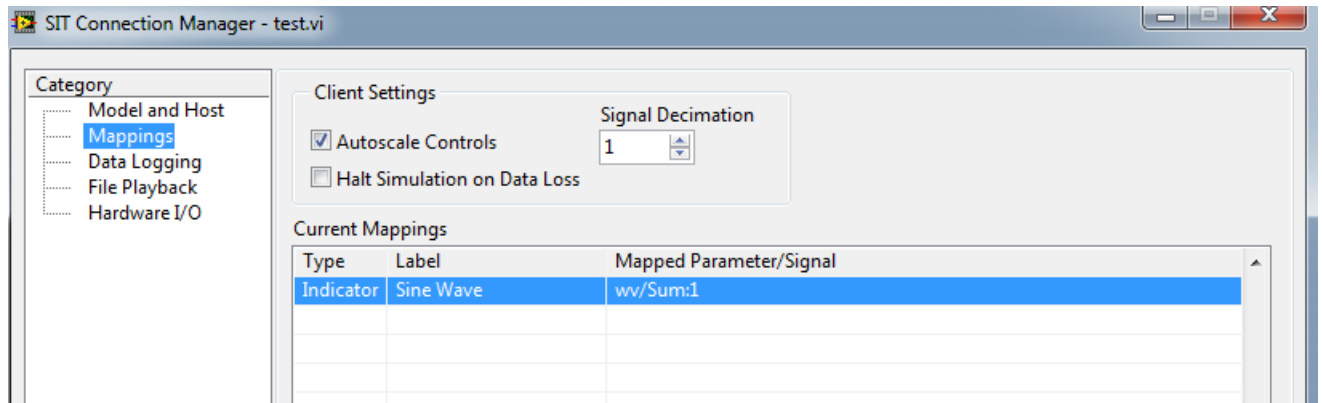 SIT Connection Manager - test.vi
Category
Model and Host
Mappings
Data Logging
File Playback
Hardware I/O
Client Settings
Signal Decimation
Autoscale Controls
1
Halt Simulation on Data Loss
Current Mappings
Type Label Mapped Parameter/Signal
Indicator Sine Wave wv/Sum:1